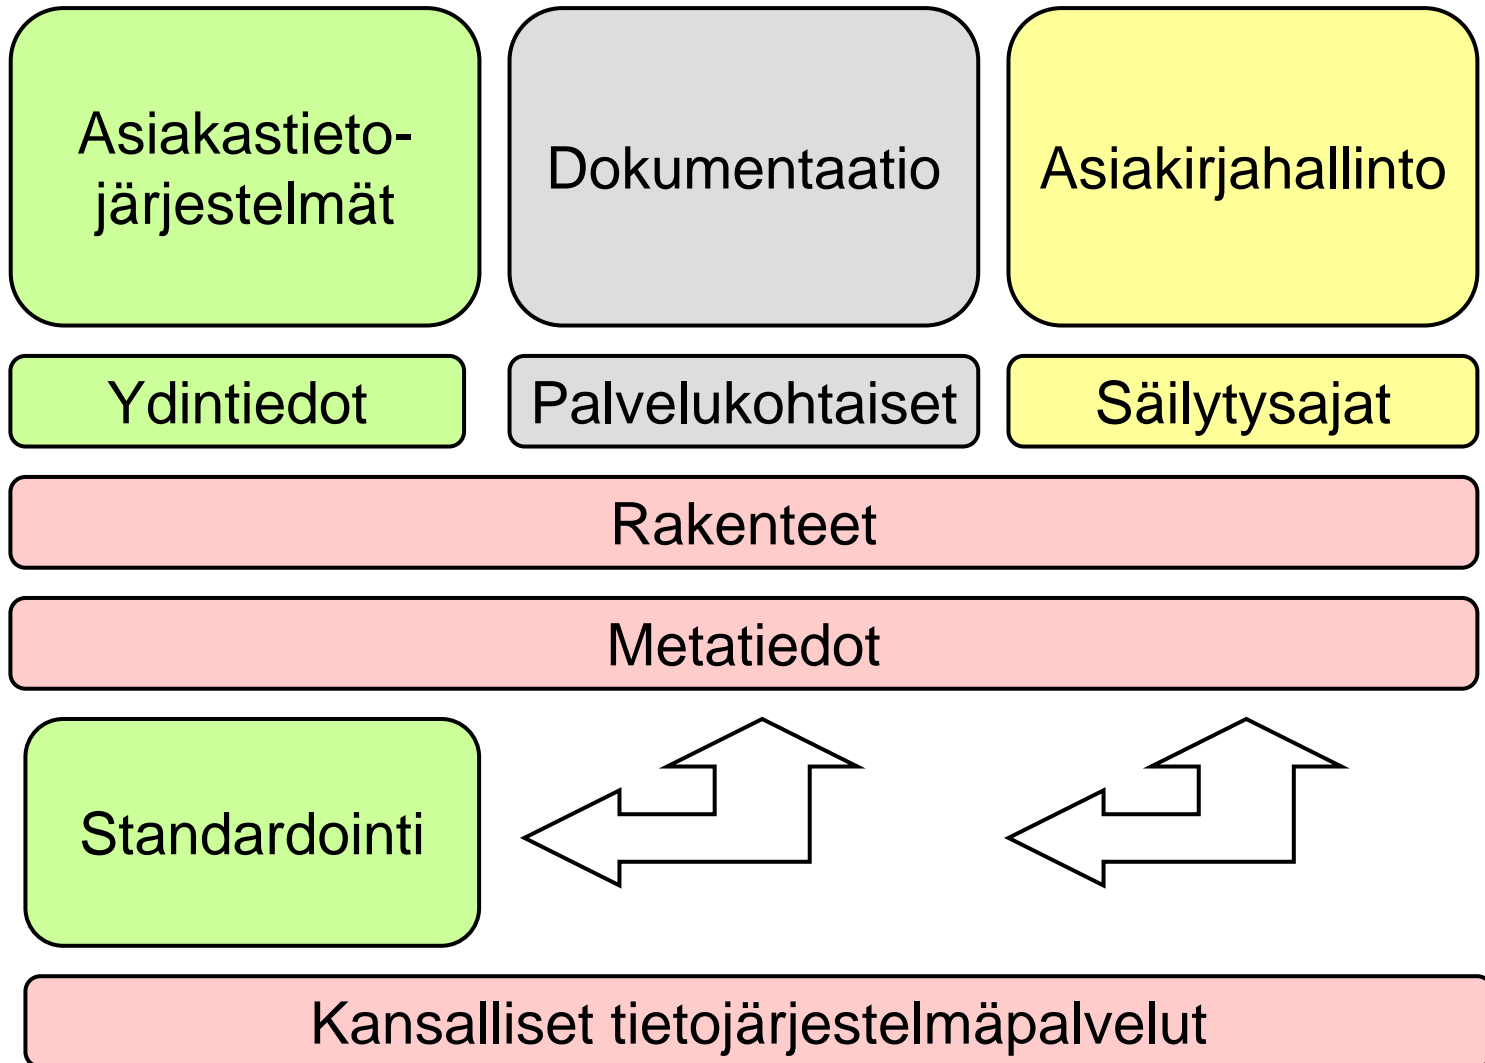 Asiakastieto-
järjestelmät
Dokumentaatio
Asiakirjahallinto
Ydintiedot
Palvelukohtaiset
Säilytysajat
Rakenteet
Metatiedot
Standardointi
Kansalliset tietojärjestelmäpalvelut